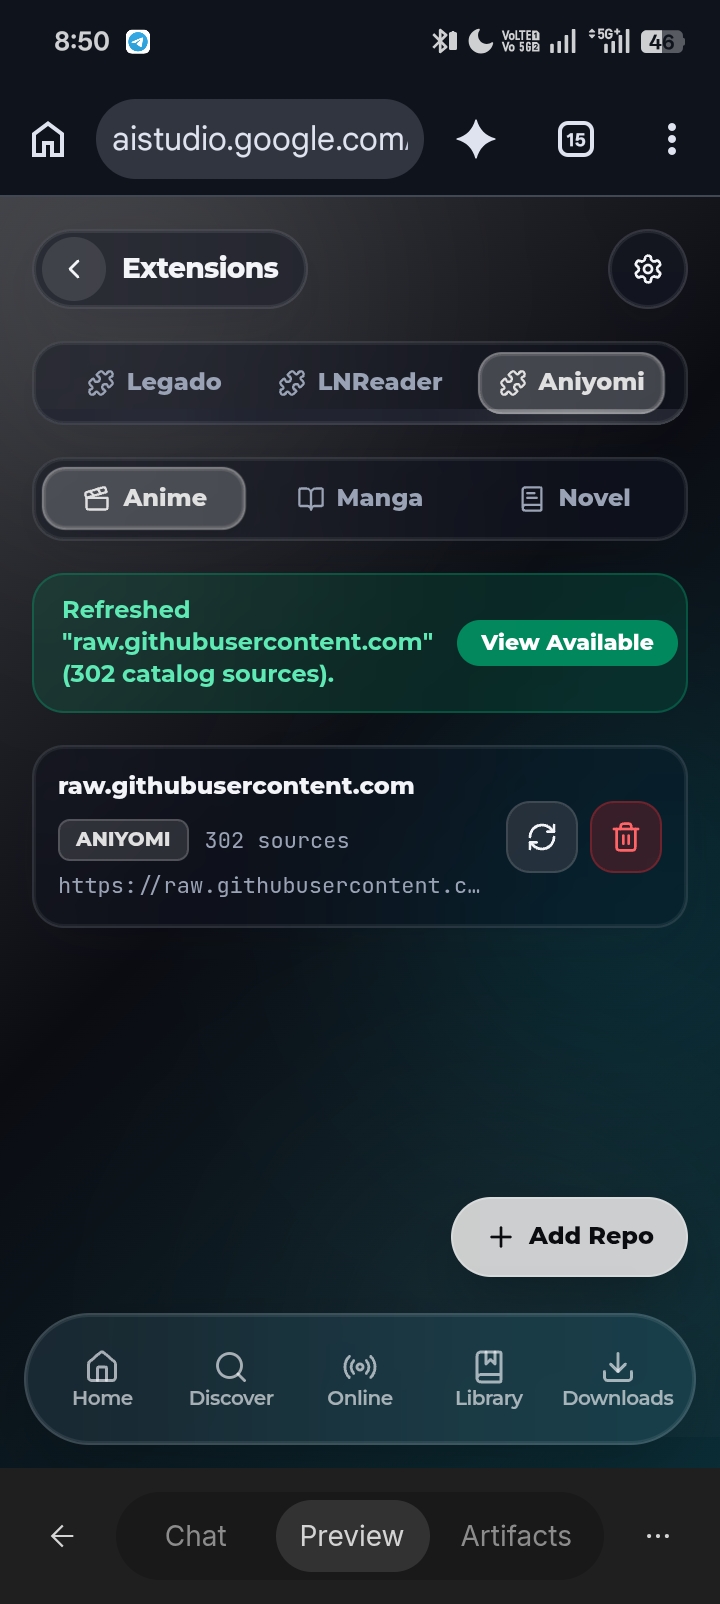 8:50
VoLTE1
Vo 5G2
5G+
46
aistudio.google.com/
15
Extensions
Legado
LNReader
Aniyomi
Anime
Manga
Novel
Refreshed
"raw.githubusercontent.com"
(302 catalog sources).
View Available
raw.githubusercontent.com
ANIYOMI
302 sources
https://raw.githubusercontent.c…
Add Repo
Home
Discover
Online
Library
Downloads
Chat
Preview
Artifacts